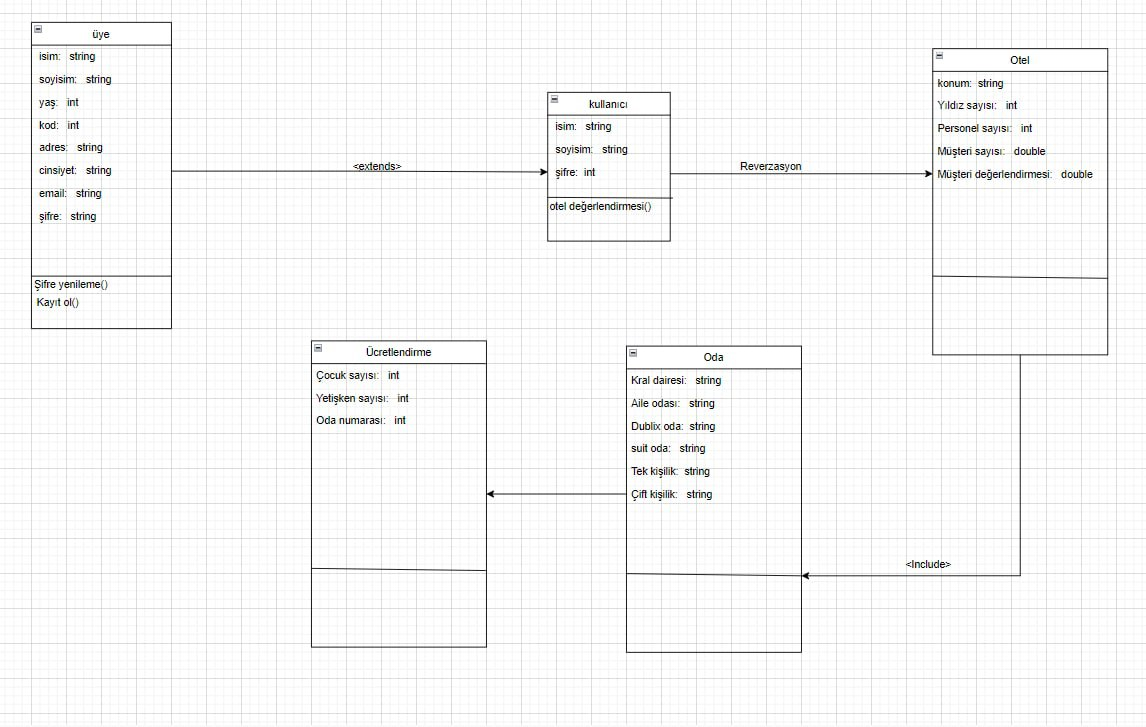 üye
isim: string
soyisim: string
yaş: int
kod: int
adres: string
cinsiyet: string
email: string
şifre: string
Şifre yenileme()
Kayıt ol()
<extends>
kullanıcı
isim: string
soyisim: string
şifre: int
otel değerlendirmesi()
Reverzasyon
Otel
konum: string
Yıldız sayısı: int
Personel sayısı: int
Müşteri sayısı: double
Müşteri değerlendirmesi: double
Ücretlendirme
Çocuk sayısı: int
Yetişken sayısı: int
Oda numarası: int
Oda
Kral dairesi: string
Aile odası: string
Dublix oda: string
suit oda: string
Tek kişilik: string
Çift kişilik: string
<Include>